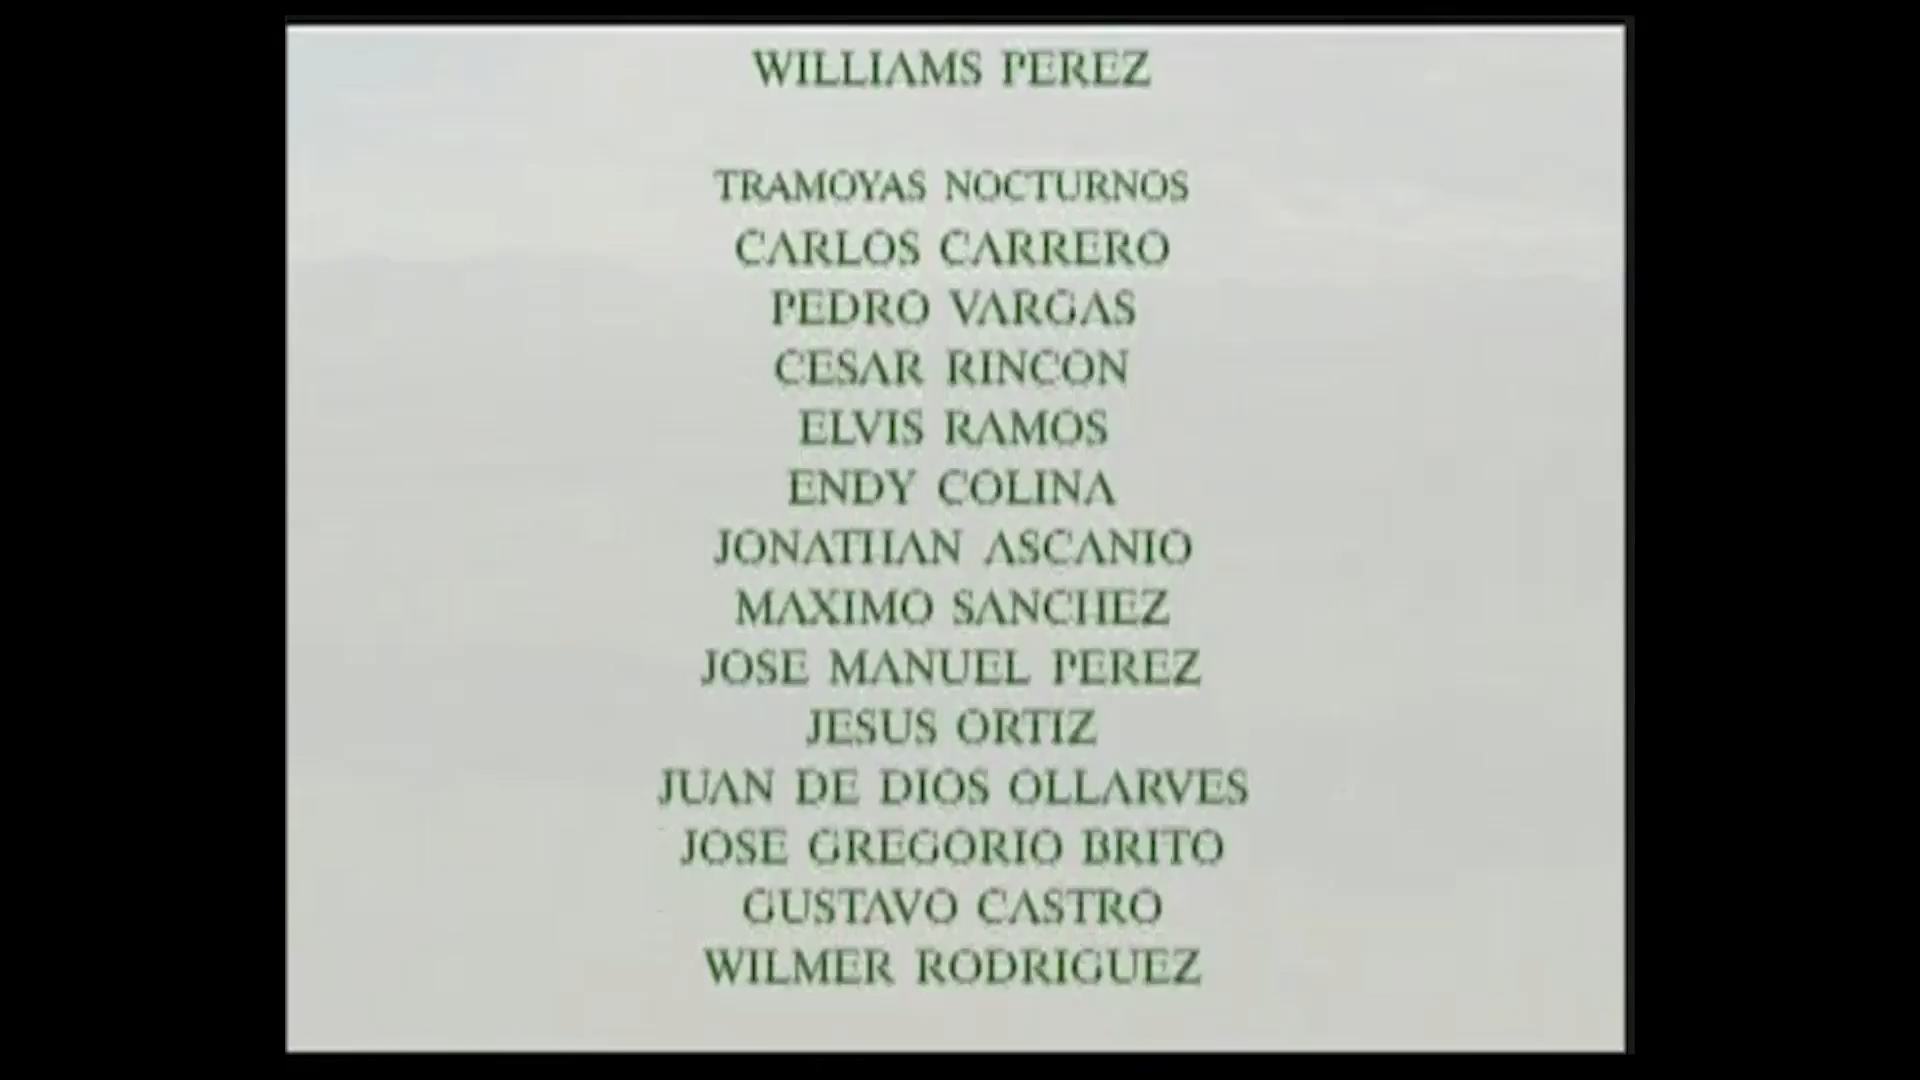 WILLIAMS PEREZ
TRAMOYAS NOCTURNOS
CARLOS CARRERO
PEDRO VARGAS
CESAR RINCON
ELVIS RAMOS
ENDY COLINA
JONATHAN ASCANIO
MAXIMO SANCHEZ
JOSE MANUEL PEREZ
JESUS ORTIZ
JUAN DE DIOS OLLARVES
JOSE GREGORIO BRITO
GUSTAVO CASTRO
WILMER RODRIGUEZ